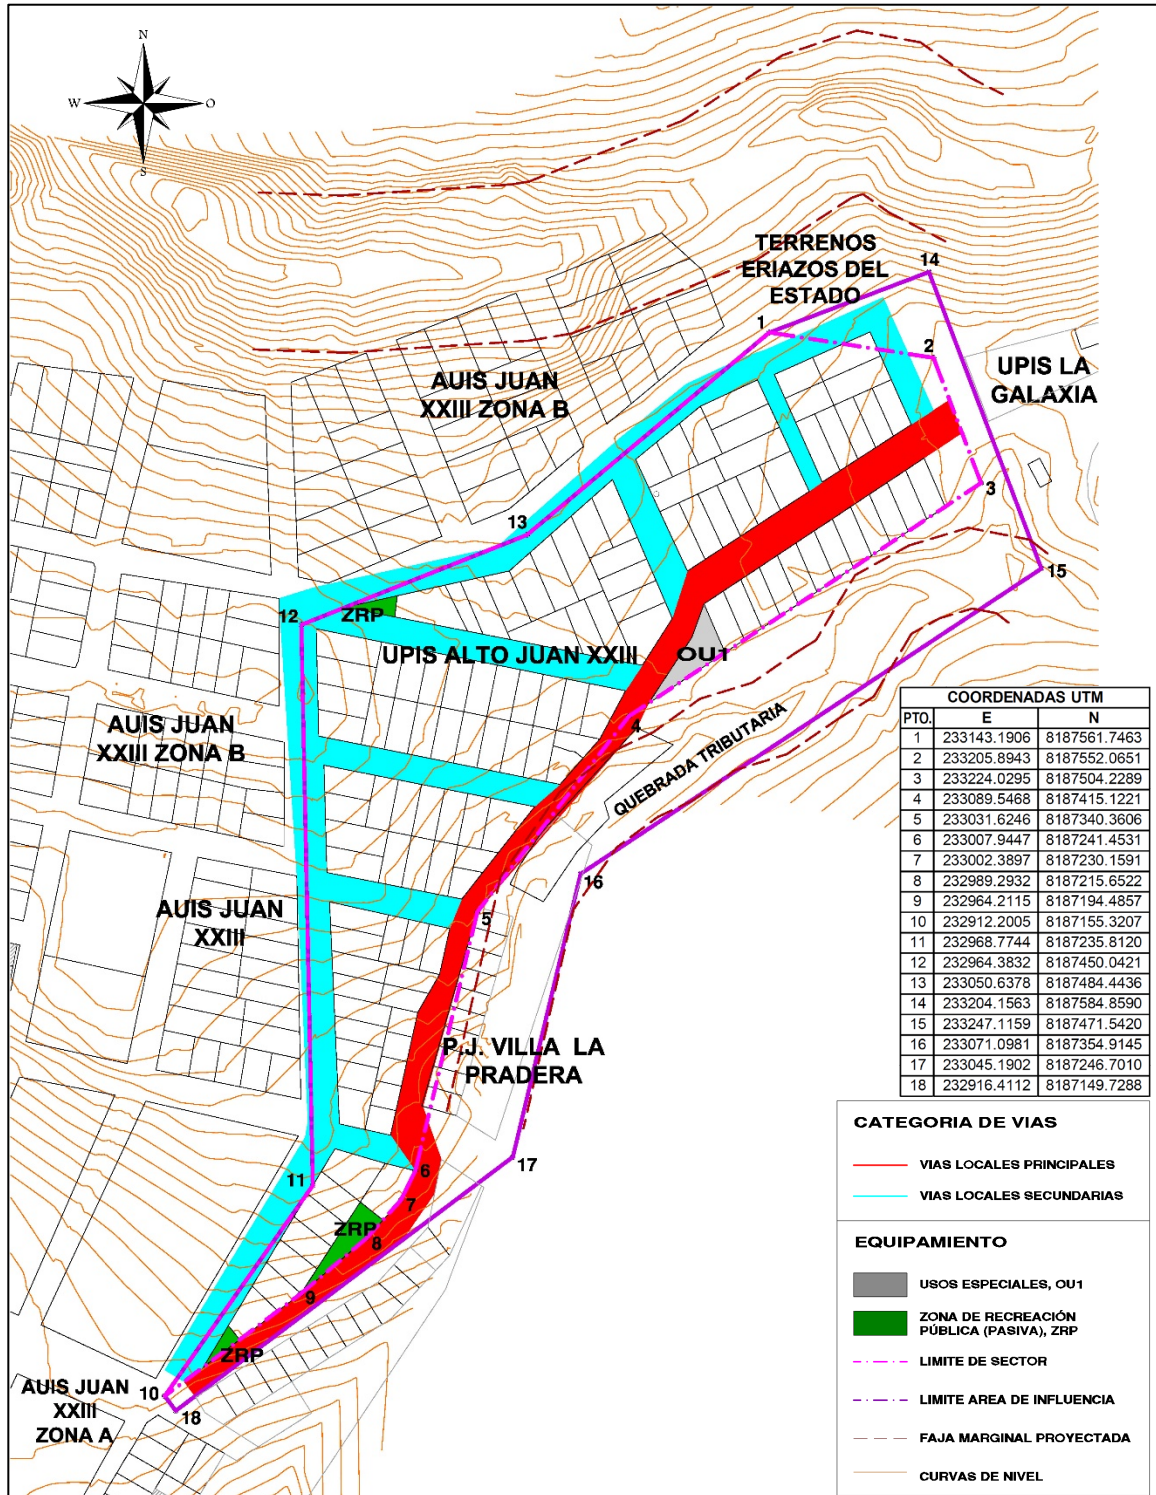 N
W
O
S
TERRENOS
ERIAZOS DEL
ESTADO
14
1
2
UPIS LA
GALAXIA
AUIS JUAN
XXIII ZONA B
3
13
15
12
ZRP
UPIS ALTO JUAN XXIII
OU1
4
AUIS JUAN
XXIII ZONA B
QUEBRADA TRIBUTARIA
16
5
AUIS JUAN
XXIII
P.J. VILLA LA
PRADERA
17
11
6
7
ZRP
8
9
ZRP
10
18
AUIS JUAN
XXIII
ZONA A
COORDENADAS UTM
PTO. E N
1 233143.1906 8187561.7463
2 233205.8943 8187552.0651
3 233224.0295 8187504.2289
4 233089.5468 8187415.1221
5 233031.6246 8187340.3606
6 233007.9447 8187241.4531
7 233002.3897 8187230.1591
8 232989.2932 8187215.6522
9 232964.2115 8187194.4857
10 232912.2005 8187155.3207
11 232968.7744 8187235.8120
12 232964.3832 8187450.0421
13 233050.6378 8187484.4436
14 233204.1563 8187584.8590
15 233247.1159 8187471.5420
16 233071.0981 8187354.9145
17 233045.1902 8187246.7010
18 232916.4112 8187149.7288
CATEGORIA DE VIAS
VIAS LOCALES PRINCIPALES
VIAS LOCALES SECUNDARIAS
EQUIPAMIENTO
USOS ESPECIALES, OU1
ZONA DE RECREACIÓN
PÚBLICA (PASIVA), ZRP
LIMITE DE SECTOR
LIMITE AREA DE INFLUENCIA
FAJA MARGINAL PROYECTADA
CURVAS DE NIVEL